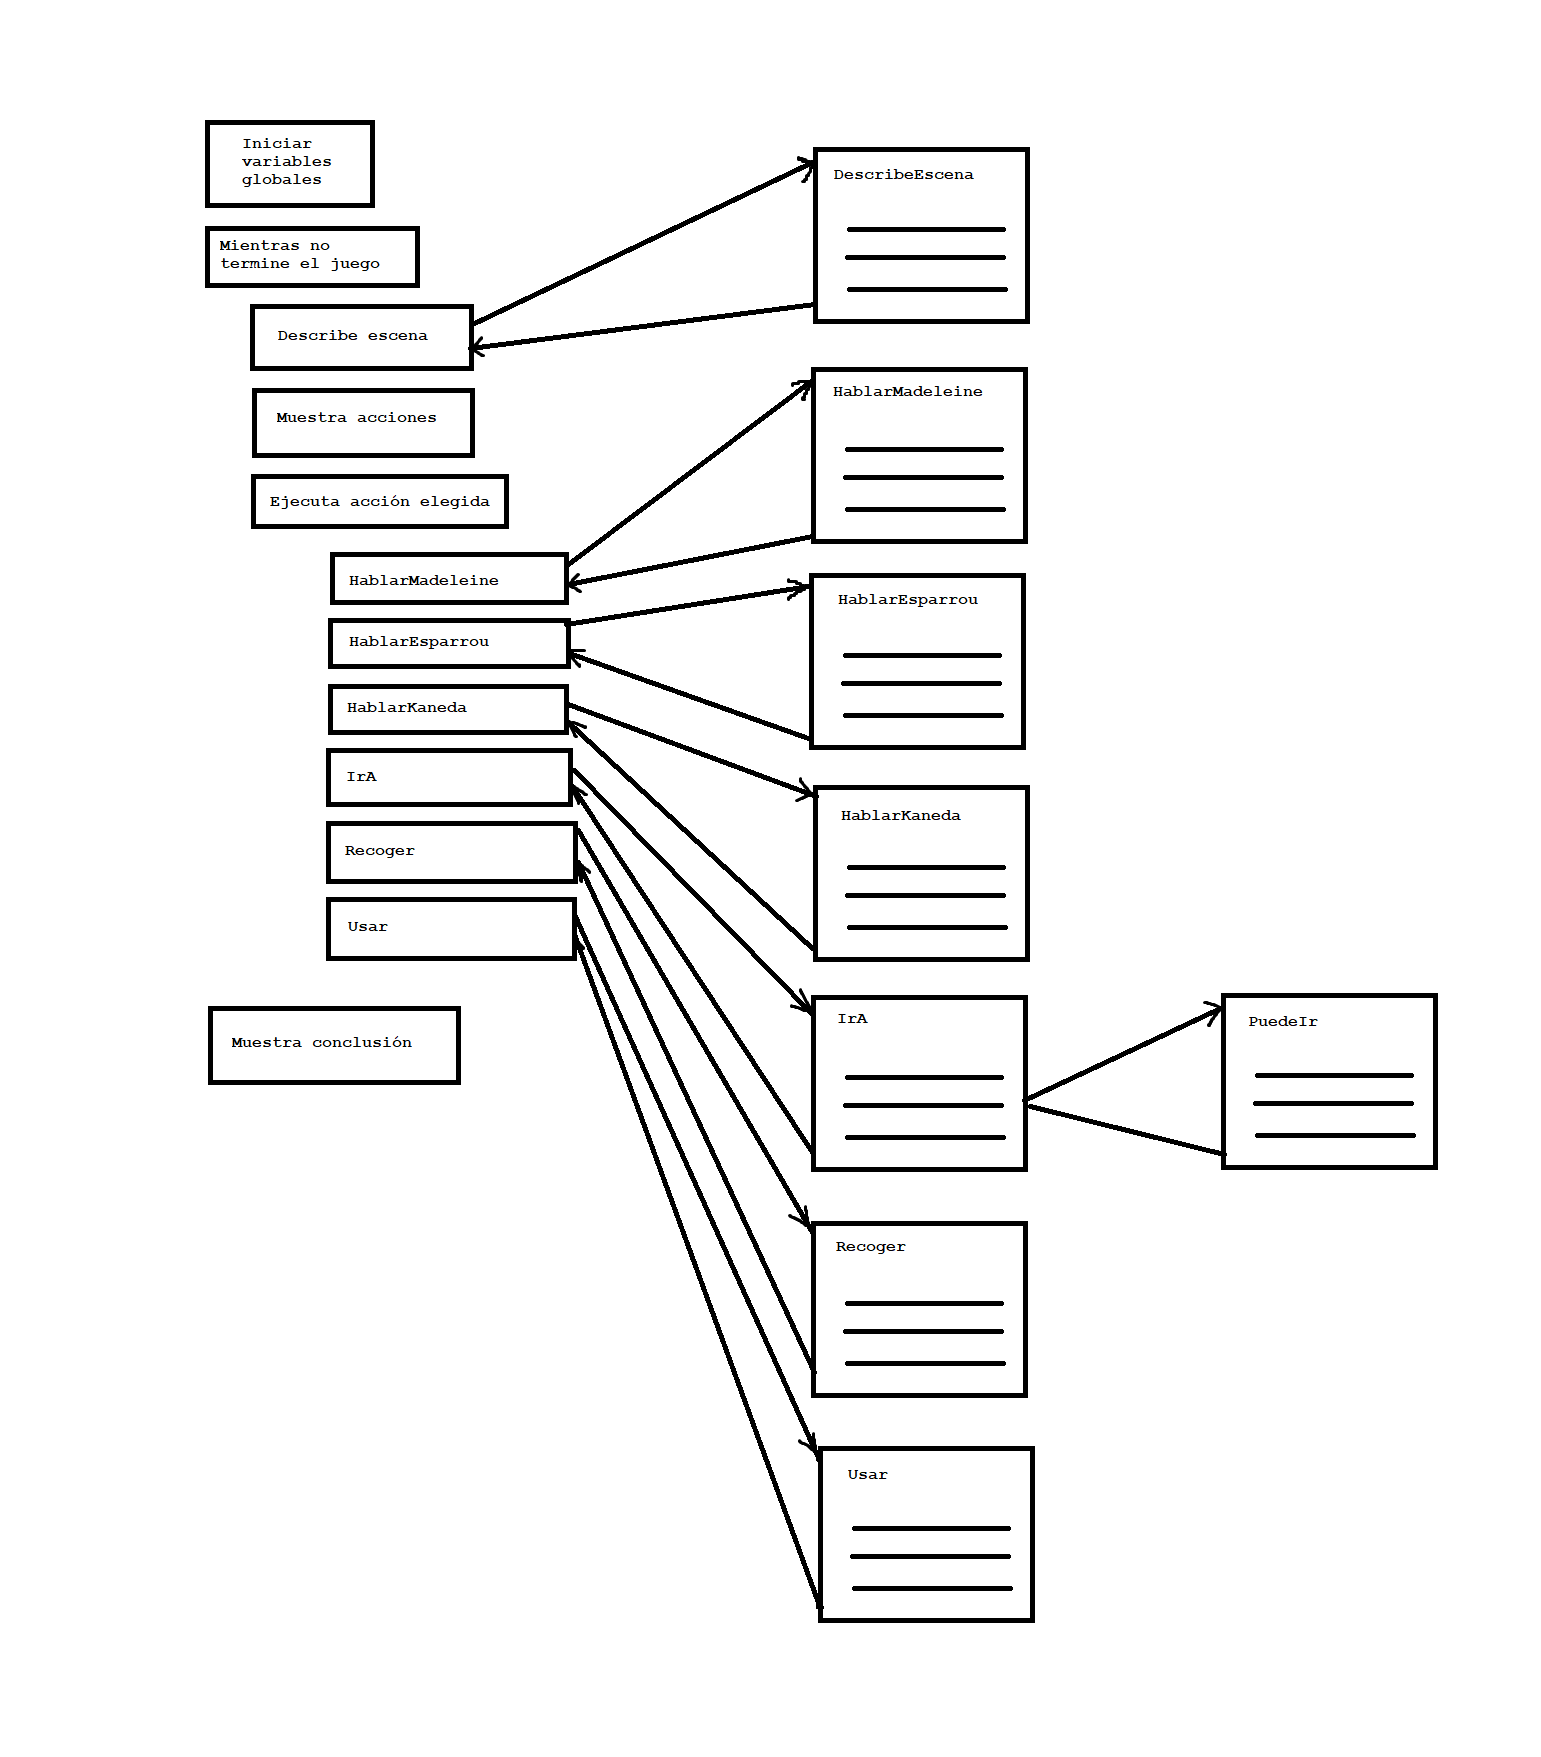 Iniciar
variables
globales
Mientras no
termine el juego
Describe escena
Muestra acciones
Ejecuta acción elegida
HablarMadeleine
HablarEsparrou
HablarKaneda
IrA
Recoger
Usar
Muestra conclusión
DescribeEscena
HablarMadeleine
HablarEsparrou
HablarKaneda
IrA
PuedeIr
Recoger
Usar